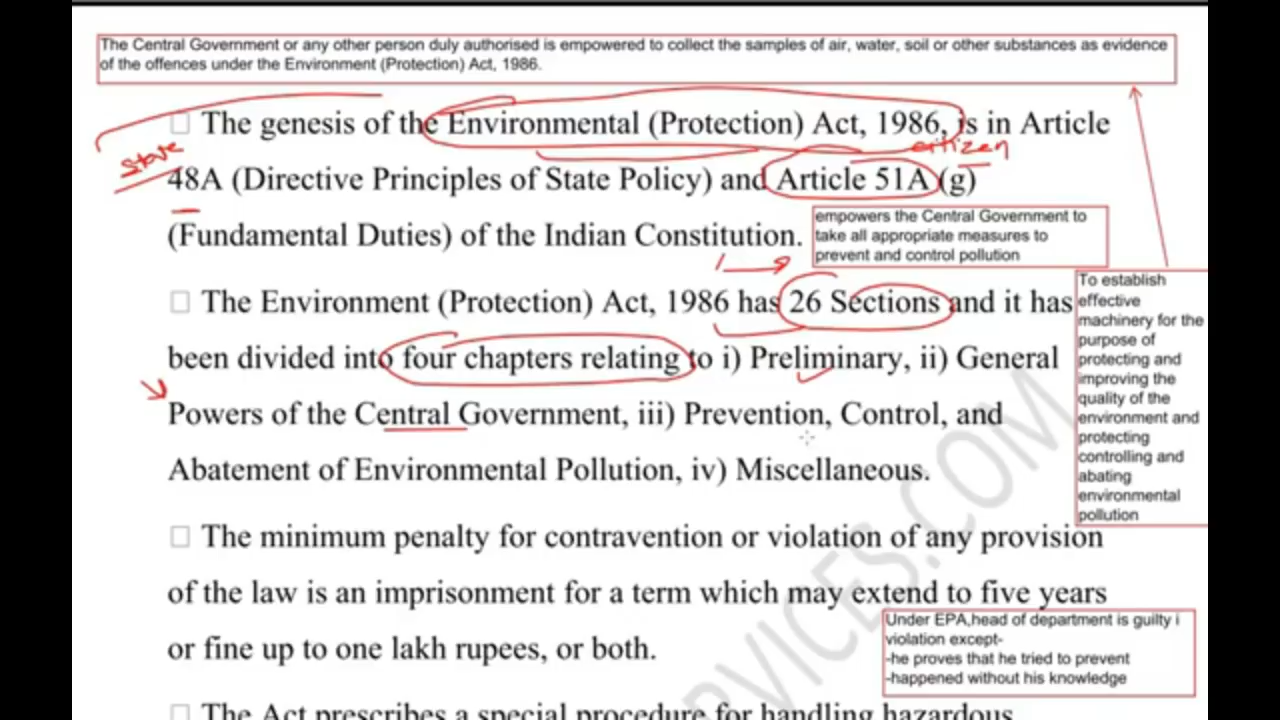 The Central Government or any other person duly authorised is empowered to collect the samples of air, water, soil or other substances as evidence
of the offences under the Environment (Protection) Act, 1986.
The genesis of the Environmental (Protection) Act, 1986, is in Article
State
citizen
48A (Directive Principles of State Policy) and Article 51A (g)
(Fundamental Duties) of the Indian Constitution.
empowers the Central Government to
take all appropriate measures to
prevent and control pollution
The Environment (Protection) Act, 1986 has 26 Sections and it has
been divided into four chapters relating to i) Preliminary, ii) General
Powers of the Central Government, iii) Prevention, Control, and
Abatement of Environmental Pollution, iv) Miscellaneous.
To establish
effective
machinery for the
purpose of
protecting and
improving the
quality of the
environment and
protecting
controlling and
abating
environmental
pollution
The minimum penalty for contravention or violation of any provision
of the law is an imprisonment for a term which may extend to five years
or fine up to one lakh rupees, or both.
Under EPA,head of department is guilty i
violation except-
-he proves that he tried to prevent
-happened without his knowledge
The Act prescribes a special procedure for handling hazardous
RVICES.COM